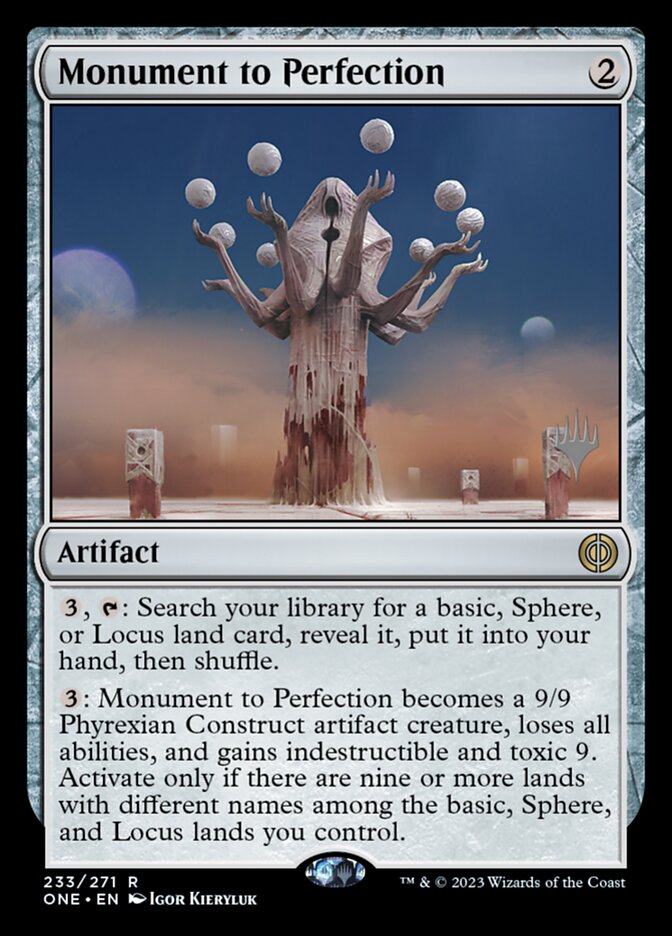 Monument to Perfection 2
Artifact
3, T: Search your library for a basic, Sphere,
or Locus land card, reveal it, put it into your
hand, then shuffle.
3: Monument to Perfection becomes a 9/9
Phyrexian Construct artifact creature, loses all
abilities, and gains indestructible and toxic 9.
Activate only if there are nine or more lands
with different names among the basic, Sphere,
and Locus lands you control.
233/271 R
ONE • EN Igor Kieryluk
™ & © 2023 Wizards of the Coast